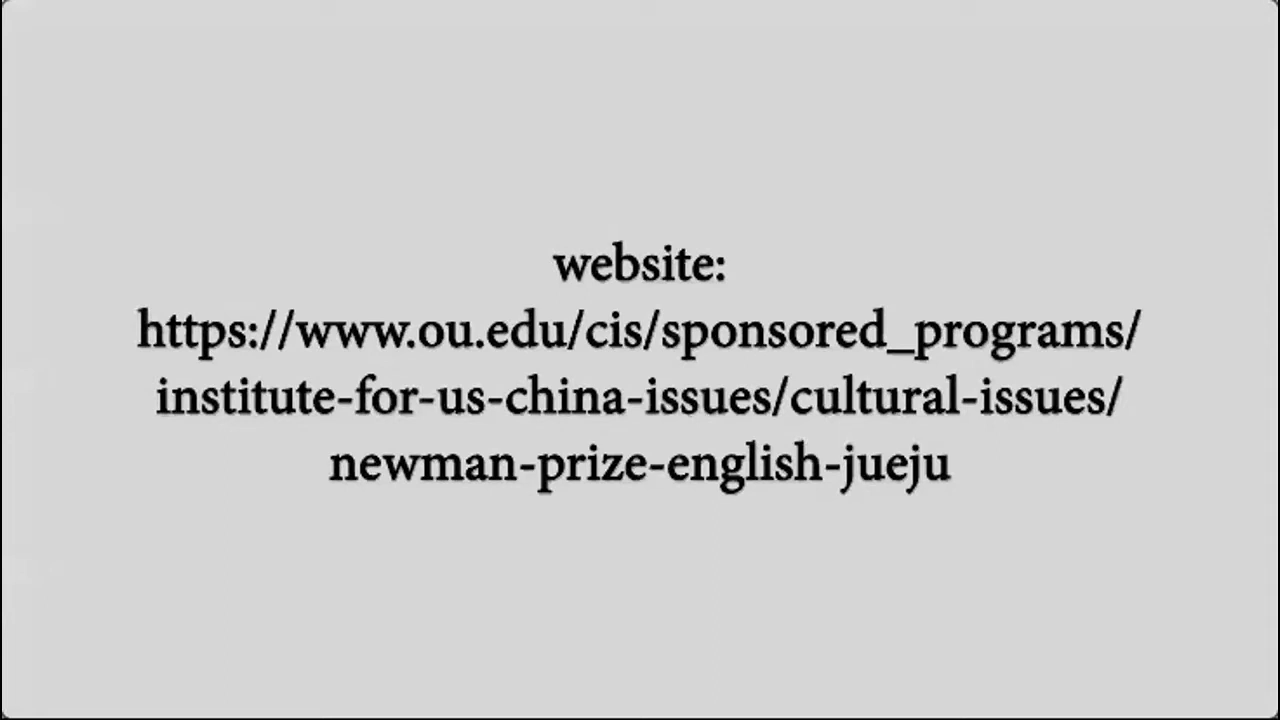 website:
https://www.ou.edu/cis/sponsored_programs/
institute-for-us-china-issues/cultural-issues/
newman-prize-english-jueju